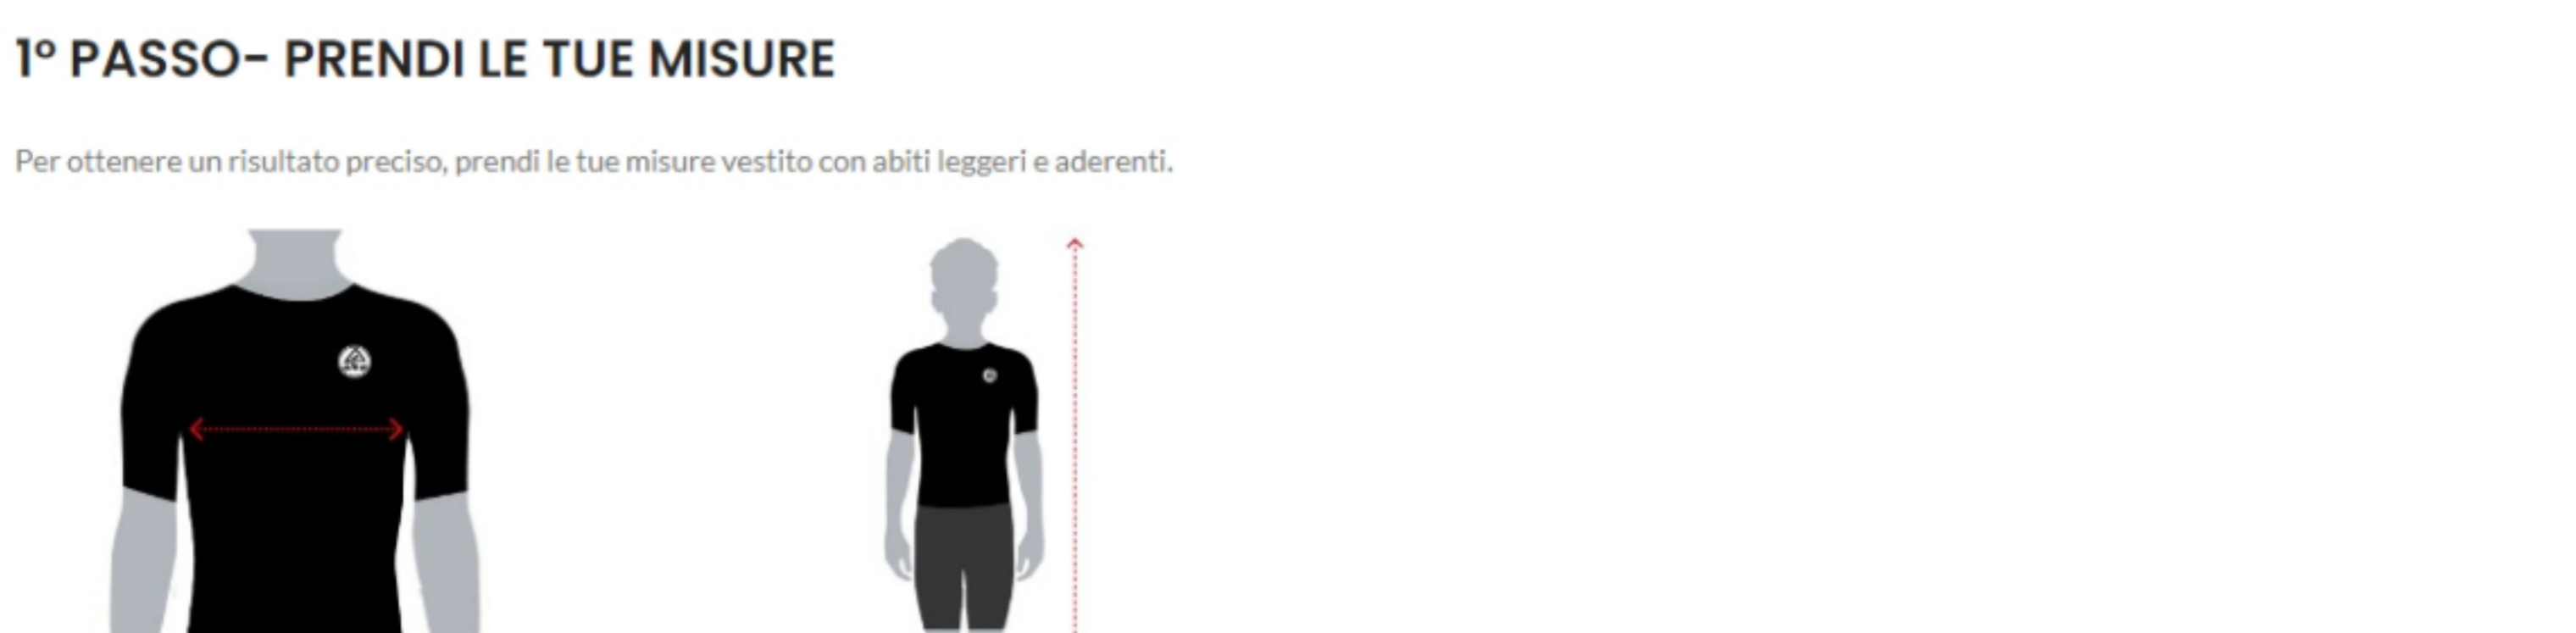 1° PASSO- PRENDI LE TUE MISURE
Per ottenere un risultato preciso, prendi le tue misure vestito con abiti leggeri e aderenti.